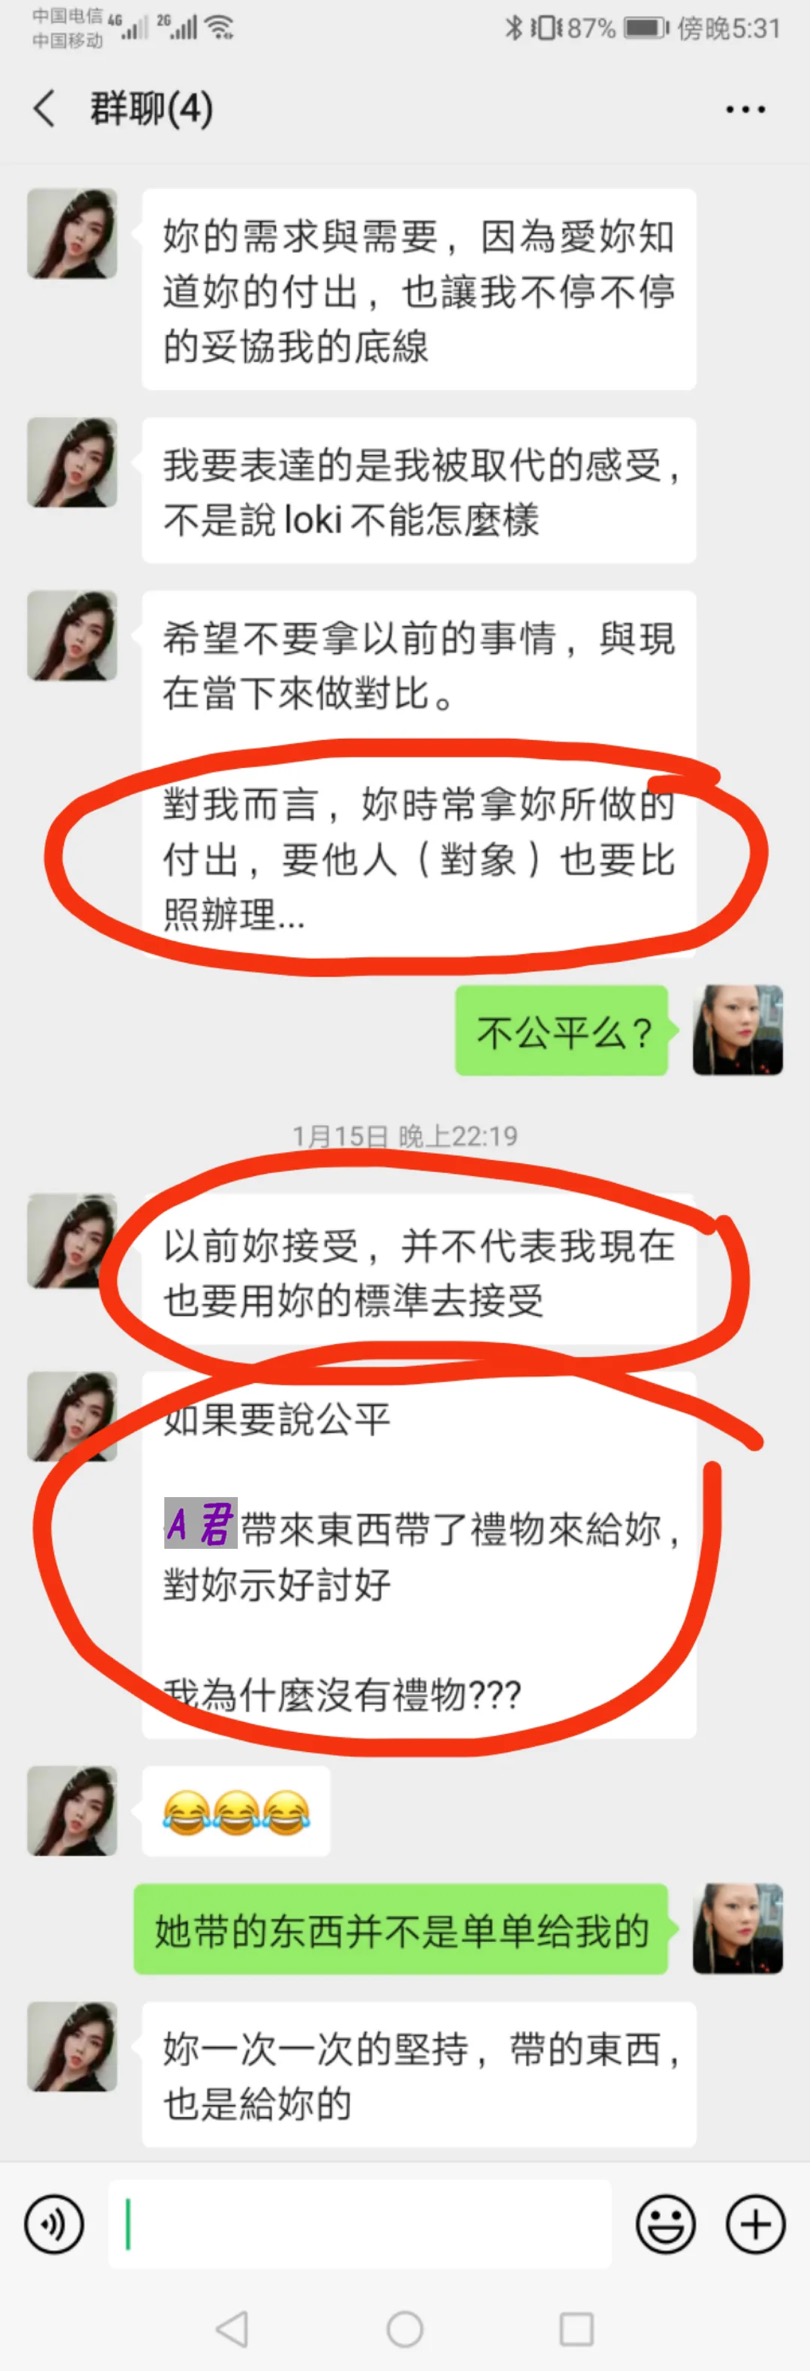 中国电信 4G 2G 87% 傍晚5:31
中国移动
群聊(4)
妳的需求與需要，因為愛妳知
道妳的付出，也讓我不停不停
的妥協我的底線
我要表達的是我被取代的感受，
不是說loki不能怎麼樣
希望不要拿以前的事情，與現
在當下來做對比。
對我而言，妳時常拿妳所做的
付出，要他人（對象）也要比
照辦理...
不公平么？
1月15日 晚上22:19
以前妳接受，并不代表我現在
也要用妳的標準去接受
如果要說公平
A君帶來東西帶了禮物來給妳，
對妳示好討好
我為什麼沒有禮物???
她带的东西并不是单单给我的
妳一次一次的堅持，帶的東西，
也是給妳的